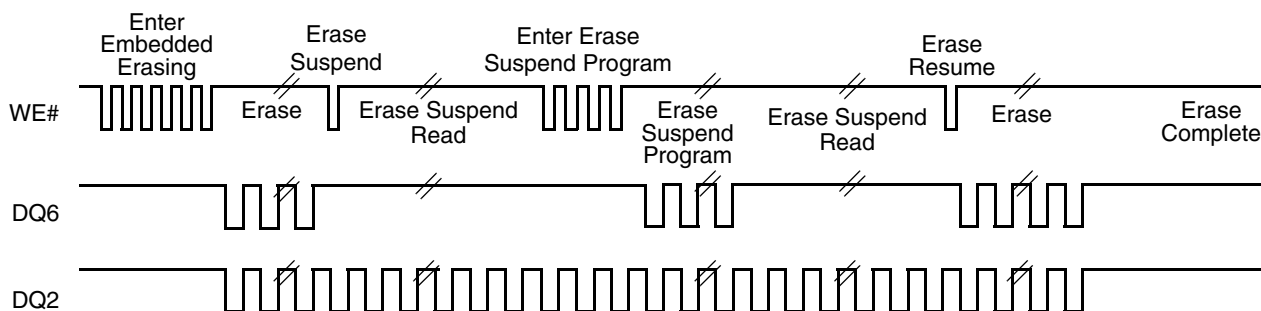 Enter
Embedded
Erasing
Erase
Suspend
Enter Erase
Suspend Program
Erase
Resume
WE#
Erase
Erase Suspend
Read
Erase
Suspend
Program
Erase Suspend
Read
Erase
Erase
Complete
DQ6
DQ2